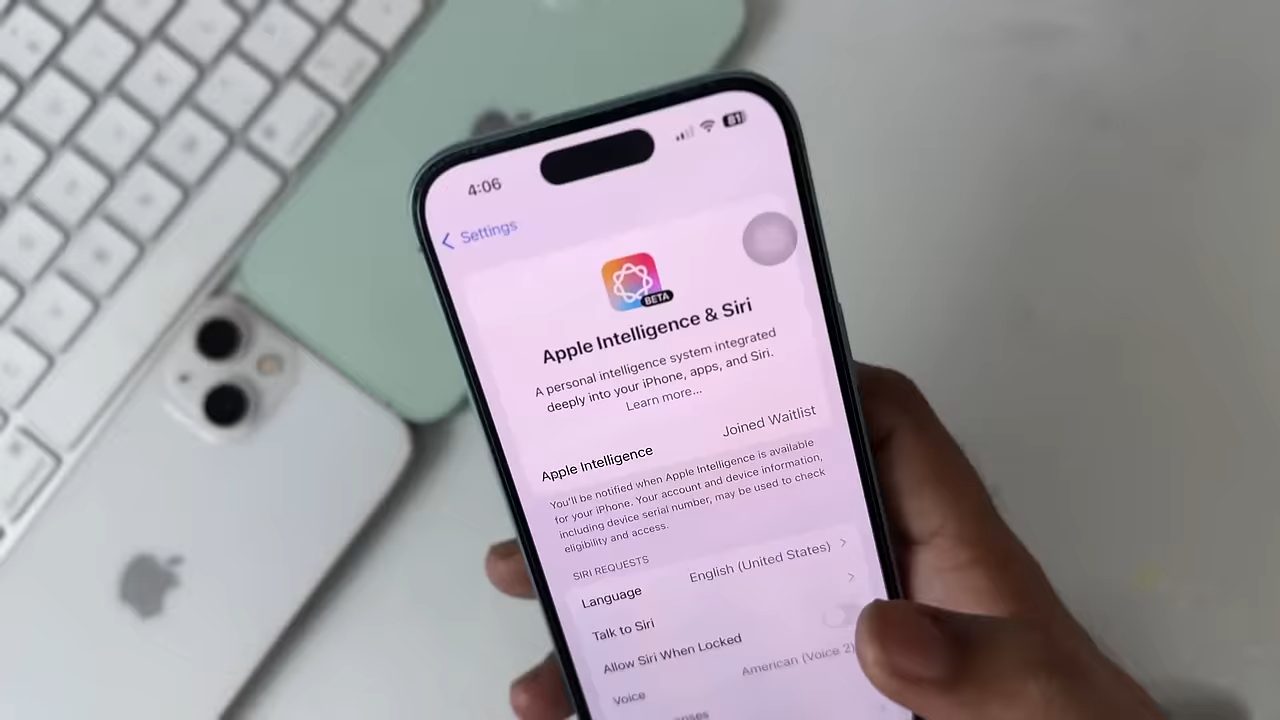 4:06
81
Settings
BETA
Apple Intelligence & Siri
A personal intelligence system integrated
deeply into your iPhone, apps, and Siri.
Learn more...
Apple Intelligence
Joined Waitlist
You'll be notified when Apple Intelligence is available
for your iPhone. Your account and device information,
including device serial number, may be used to check
eligibility and access.
SIRI REQUESTS
Language
English (United States)
Talk to Siri
Allow Siri When Locked
Voice
American (Voice 2)